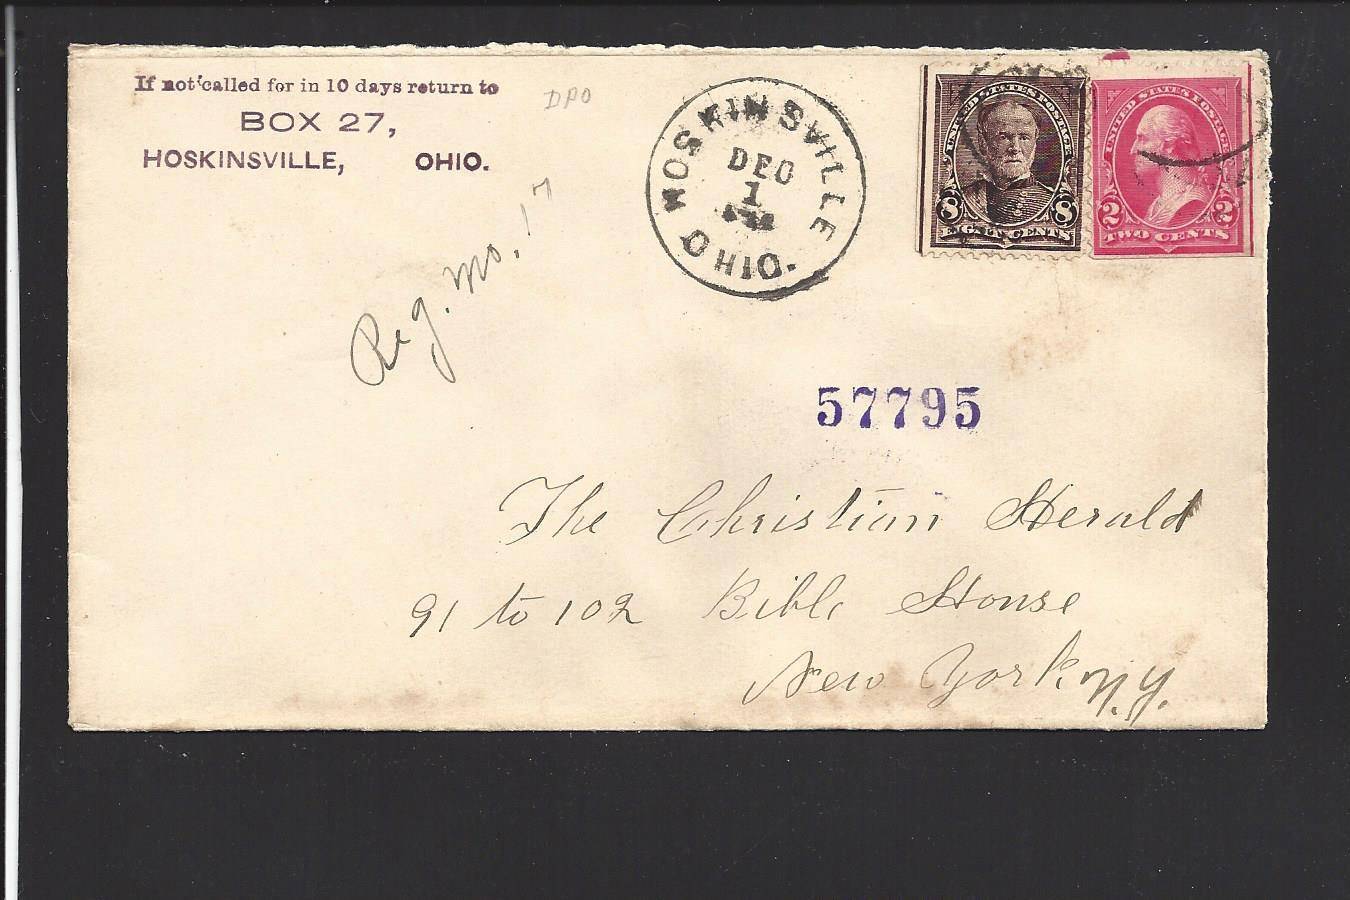 If not called for in 10 days return to
BOX 27,
HOSKINSVILLE, OHIO.
DPO
HOSKINSVILLE
DEC
1
OHIO.
UNITED STATES POSTAGE
8 8
EIGHT CENTS
UNITED STATES POSTAGE
2 2
TWO CENTS
Reg. No. 17
57795
The Christian Herald
91 to 102 Bible House
New York N.Y.